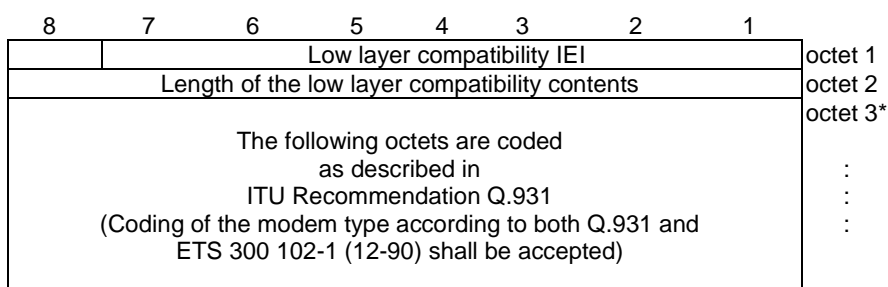 8 7 6 5 4 3 2 1
Low layer compatibility IEI octet 1
Length of the low layer compatibility contents octet 2
octet 3*
The following octets are coded
as described in :
ITU Recommendation Q.931 :
(Coding of the modem type according to both Q.931 and :
ETS 300 102-1 (12-90) shall be accepted)